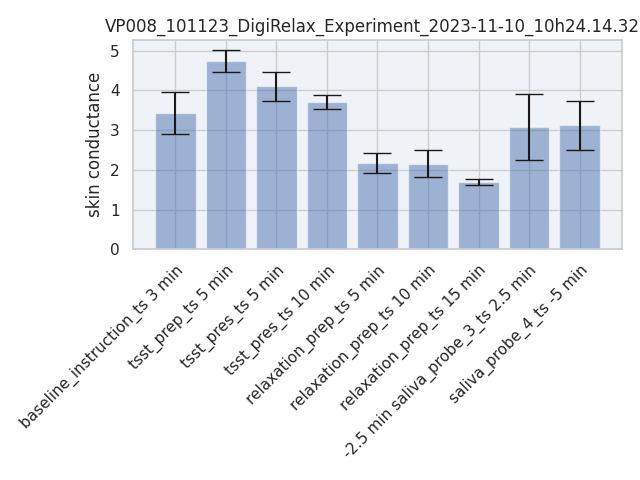 VP008_101123_DigiRelax_Experiment_2023-11-10_10h24.14.32
5
4
3
2
1
0
skin conductance
baseline_instruction_ts 3 min
tsst_prep_ts 5 min
tsst_pres_ts 5 min
tsst_pres_ts 10 min
relaxation_prep_ts 5 min
relaxation_prep_ts 10 min
relaxation_prep_ts 15 min
-2.5 min saliva_probe_3_ts 2.5 min
saliva_probe_4_ts -5 min